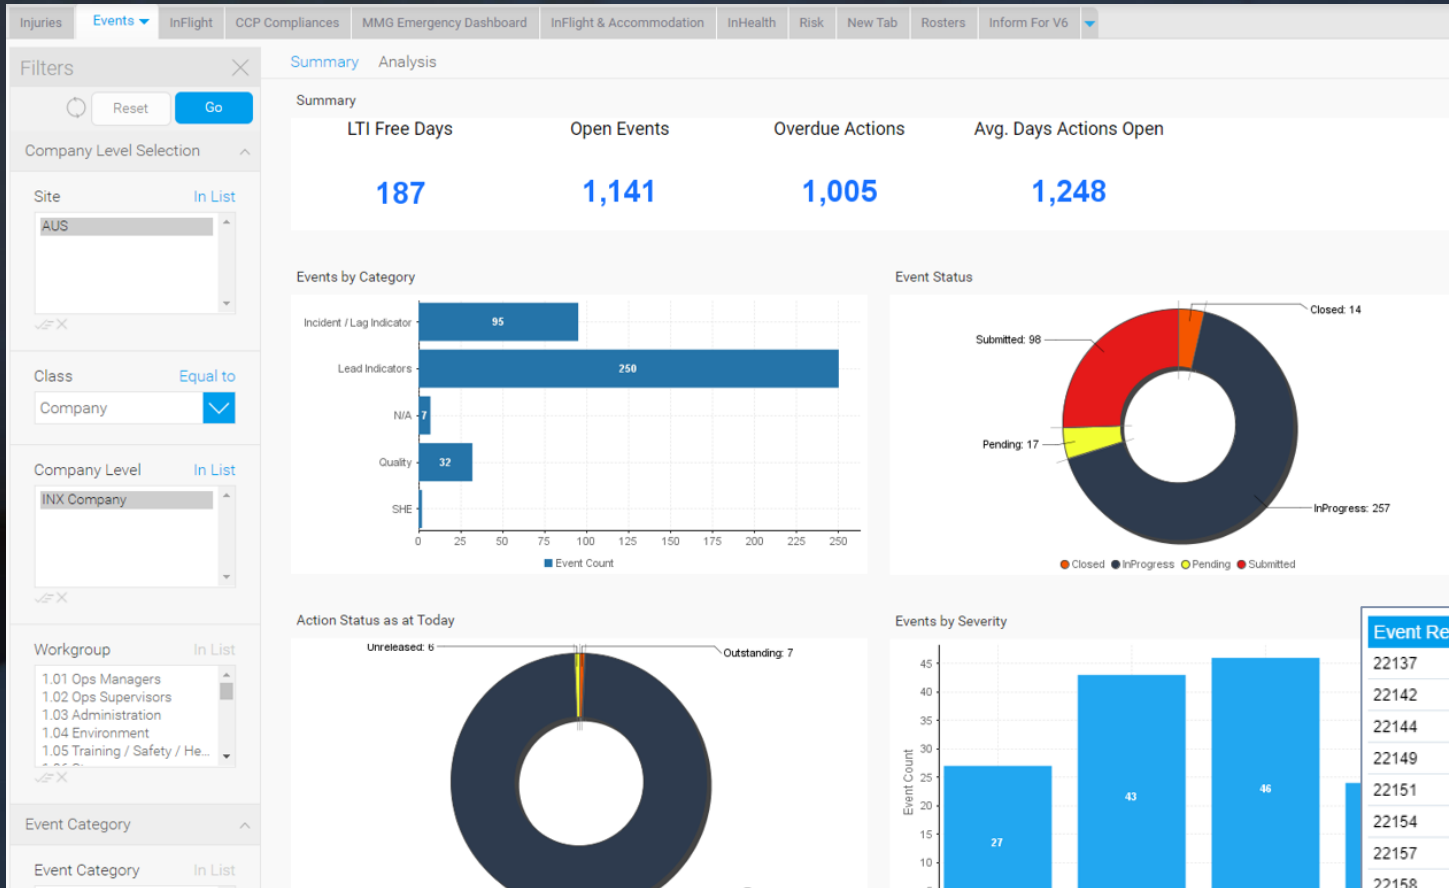 Injuries
Events
InFlight
CCP Compliances
MMG Emergency Dashboard
InFlight & Accommodation
InHealth
Risk
New Tab
Rosters
Inform For V6
Filters
Reset
Go
Company Level Selection
Site
In List
AUS
Class
Equal to
Company
Company Level
In List
INX Company
Workgroup
In List
1.01 Ops Managers
1.02 Ops Supervisors
1.03 Administration
1.04 Environment
1.05 Training / Safety / He...
Event Category
Event Category
In List
Summary
Analysis
Summary
LTI Free Days
Open Events
Overdue Actions
Avg. Days Actions Open
187
1,141
1,005
1,248
Events by Category
Incident / Lag Indicator
95
Lead Indicators
250
N/A
7
Quality
32
SHE
0 25 50 75 100 125 150 175 200 225 250
Event Count
Event Status
Closed: 14
Submitted: 98
Pending: 17
InProgress: 257
Closed InProgress Pending Submitted
Action Status as at Today
Unreleased: 6
Outstanding: 7
Events by Severity
Event Count
45
40
35
30
25
20
15
10
27
43
46
Event Re
22137
22142
22144
22149
22151
22154
22157
22158